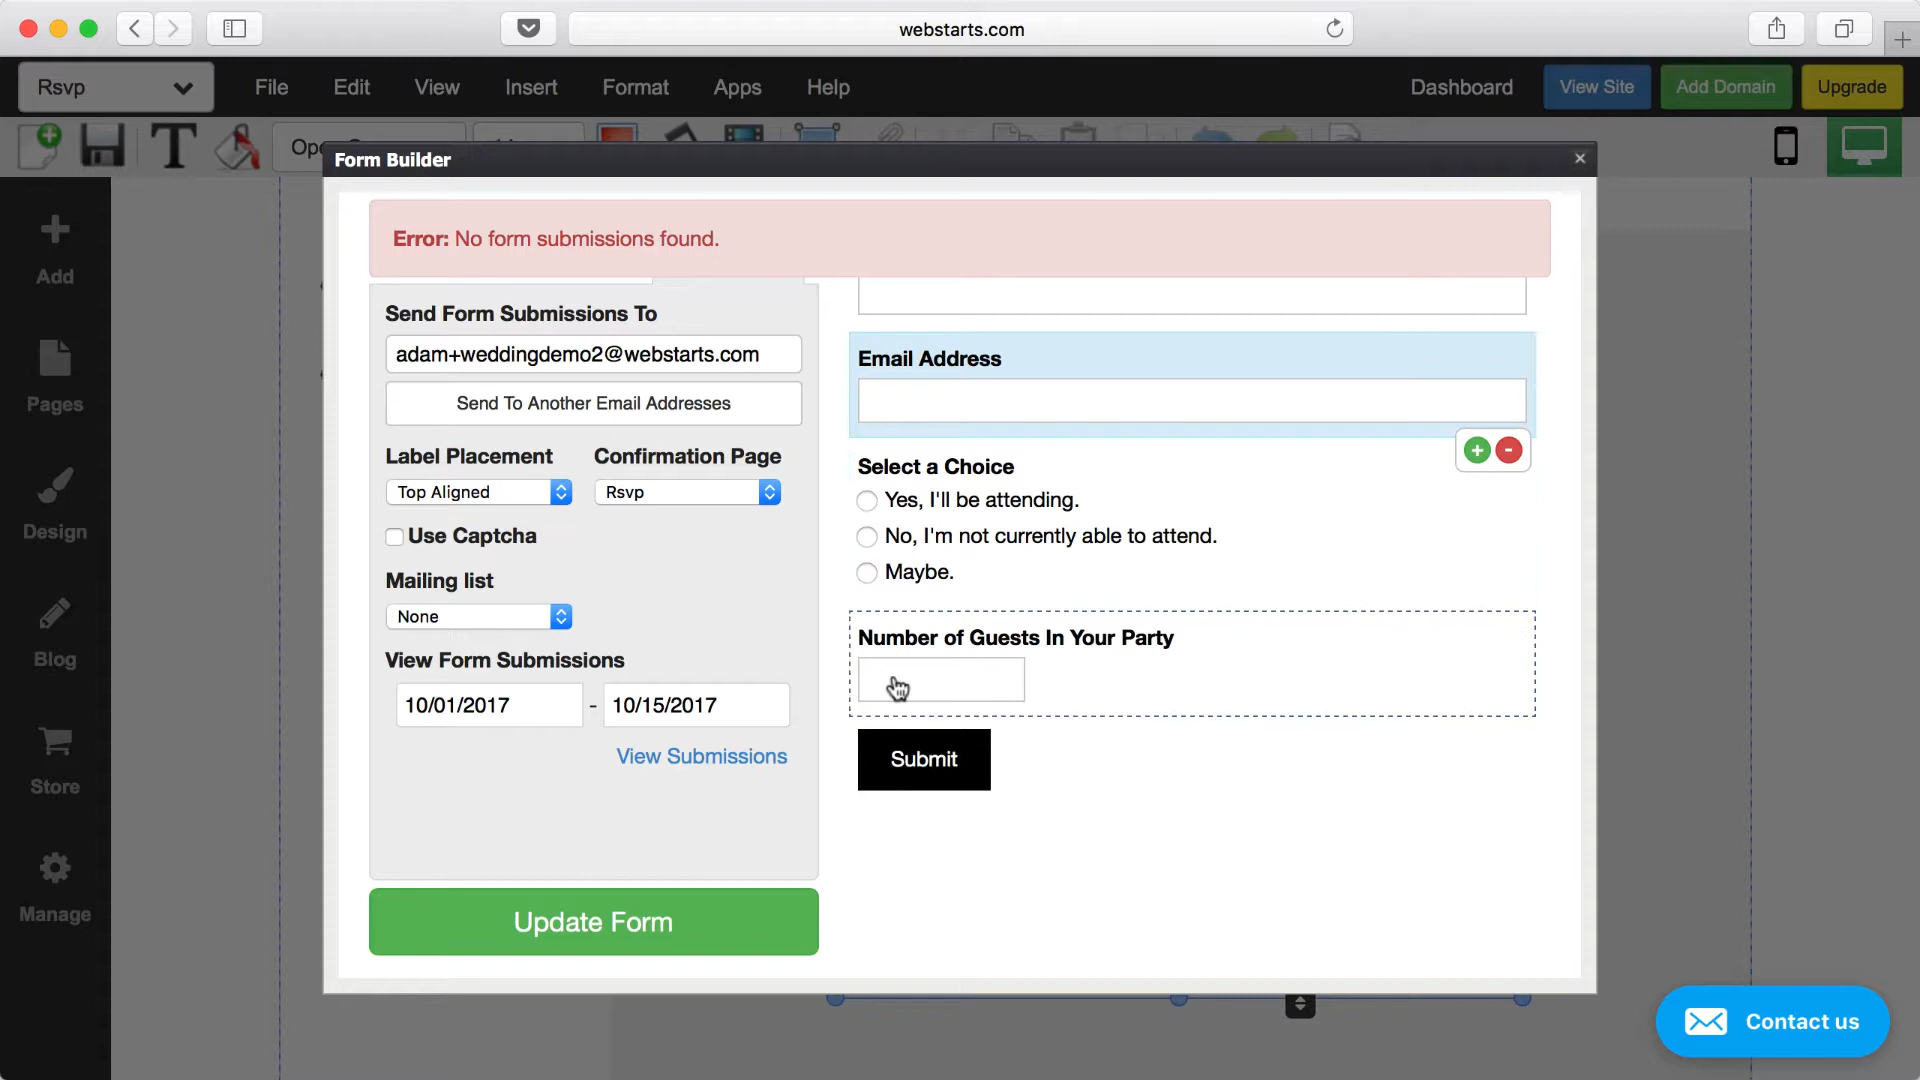 webstarts.com
Rsvp File Edit View Insert Format Apps Help Dashboard View Site Add Domain Upgrade
Form Builder
Error: No form submissions found.
Add
Pages
Design
Blog
Store
Manage
Send Form Submissions To
adam+weddingdemo2@webstarts.com
Send To Another Email Addresses
Label Placement Confirmation Page
Top Aligned Rsvp
Use Captcha
Mailing list
None
View Form Submissions
10/01/2017 - 10/15/2017
View Submissions
Update Form
Email Address
Select a Choice
Yes, I'll be attending.
No, I'm not currently able to attend.
Maybe.
Number of Guests In Your Party
Submit
Contact us